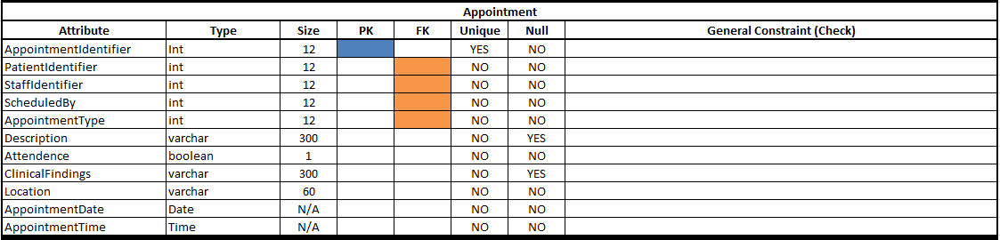 Appointment
Attribute Type Size PK FK Unique Null General Constraint (Check)
AppointmentIdentifier Int 12 YES NO
PatientIdentifier int 12 NO NO
StaffIdentifier int 12 NO NO
ScheduledBy int 12 NO NO
AppointmentType int 12 NO NO
Description varchar 300 NO YES
Attendence boolean 1 NO NO
ClinicalFindings varchar 300 NO YES
Location varchar 60 NO NO
AppointmentDate Date N/A NO NO
AppointmentTime Time N/A NO NO